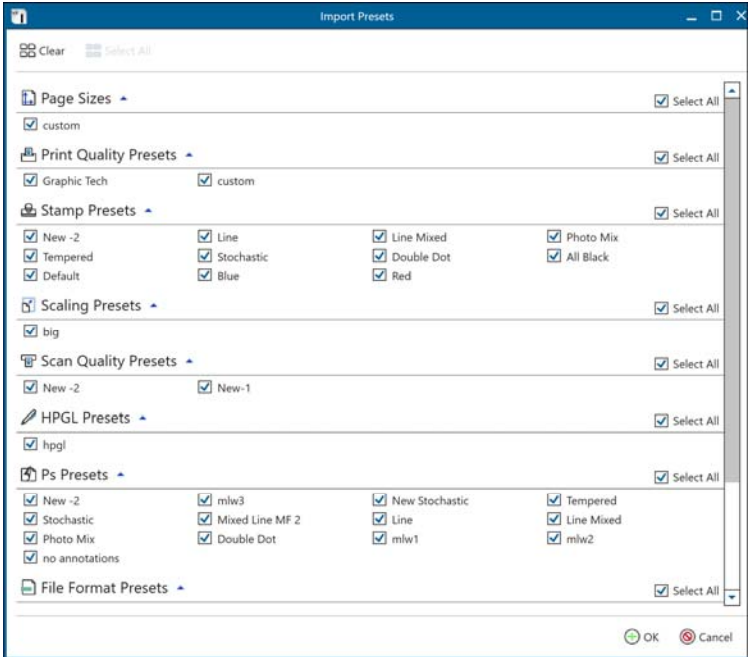 Import Presets
Clear Select All
Page Sizes Select All
custom
Print Quality Presets Select All
Graphic Tech custom
Stamp Presets Select All
New -2 Line Line Mixed Photo Mix
Tempered Stochastic Double Dot All Black
Default Blue Red
Scaling Presets Select All
big
Scan Quality Presets Select All
New -2 New-1
HPGL Presets Select All
hpgl
Ps Presets Select All
New -2 mlw3 New Stochastic Tempered
Stochastic Mixed Line MF 2 Line Line Mixed
Photo Mix Double Dot mlw1 mlw2
no annotations
File Format Presets Select All
OK Cancel